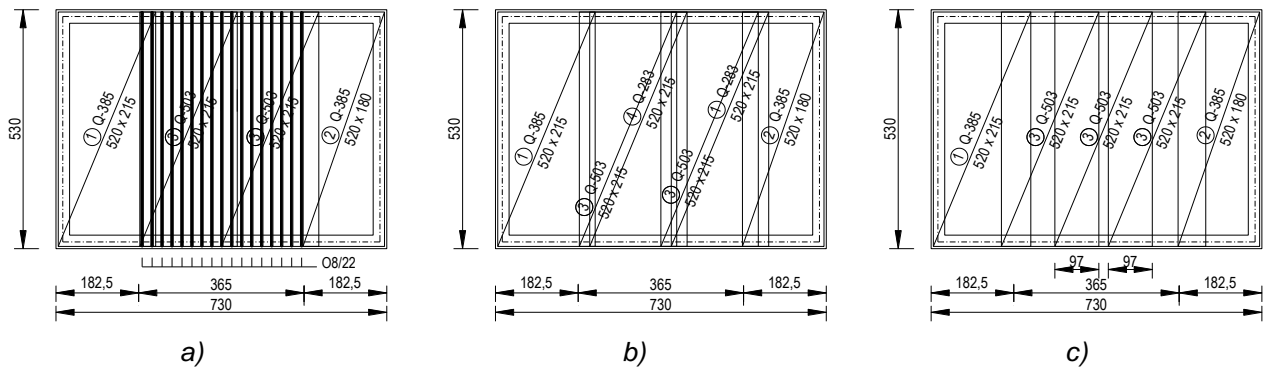 530
① Q-385
520 x 215
③ Q-503
520 x 215
③ Q-503
520 x 215
② Q-385
520 x 180
O8/22
182,5
365
182,5
730
a)
530
① Q-385
520 x 215
④ Q-283
520 x 215
④ Q-283
520 x 215
② Q-385
520 x 180
③ Q-503
520 x 215
③ Q-503
520 x 215
182,5
365
182,5
730
b)
530
① Q-385
520 x 215
③ Q-503
520 x 215
③ Q-503
520 x 215
③ Q-503
520 x 215
② Q-385
520 x 180
97
97
182,5
365
182,5
730
c)